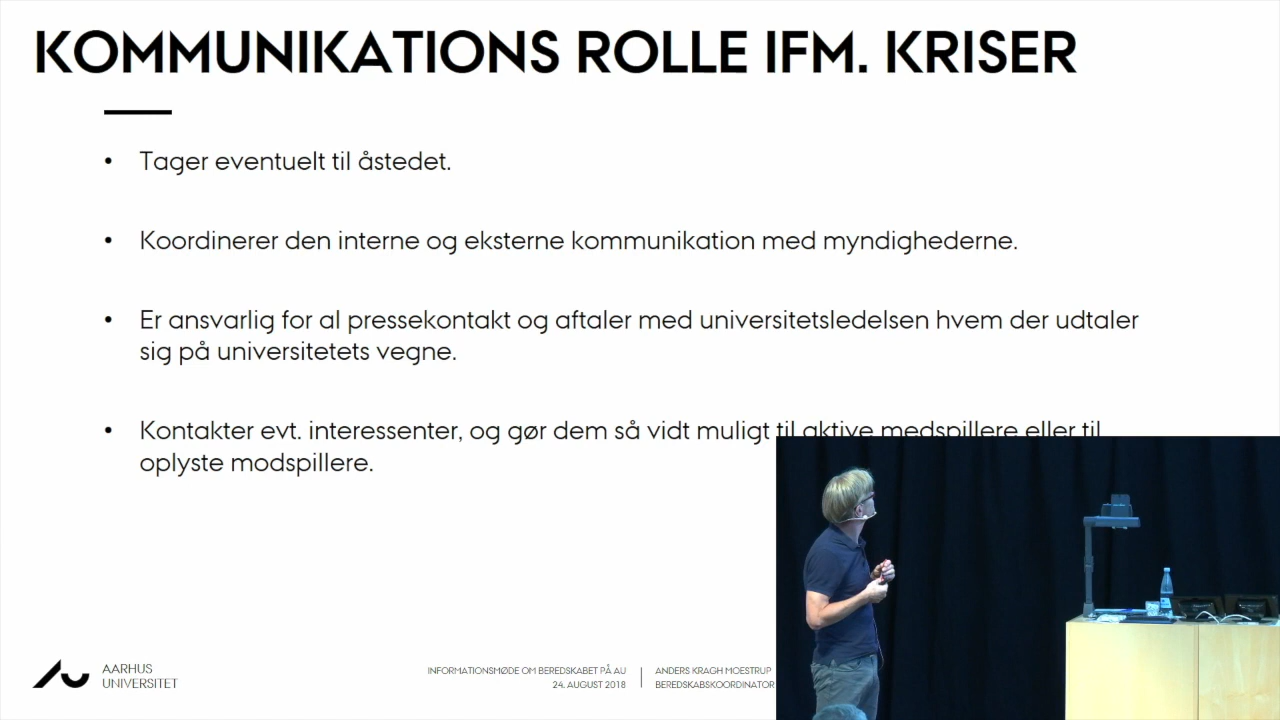 KOMMUNIKATIONS ROLLE IFM. KRISER
• Tager eventuelt til åstedet.
• Koordinerer den interne og eksterne kommunikation med myndighederne.
• Er ansvarlig for al pressekontakt og aftaler med universitetsledelsen hvem der udtaler
sig på universitetets vegne.
• Kontakter evt. interessenter, og gør dem så vidt muligt til aktive medspillere eller til
oplyste modspillere.
AARHUS
UNIVERSITET
INFORMATIONSMØDE OM BEREDSKABET PÅ AU
24. AUGUST 2018
ANDERS KRAGH MOESTRUP
BEREDSKABSKOORDINATOR